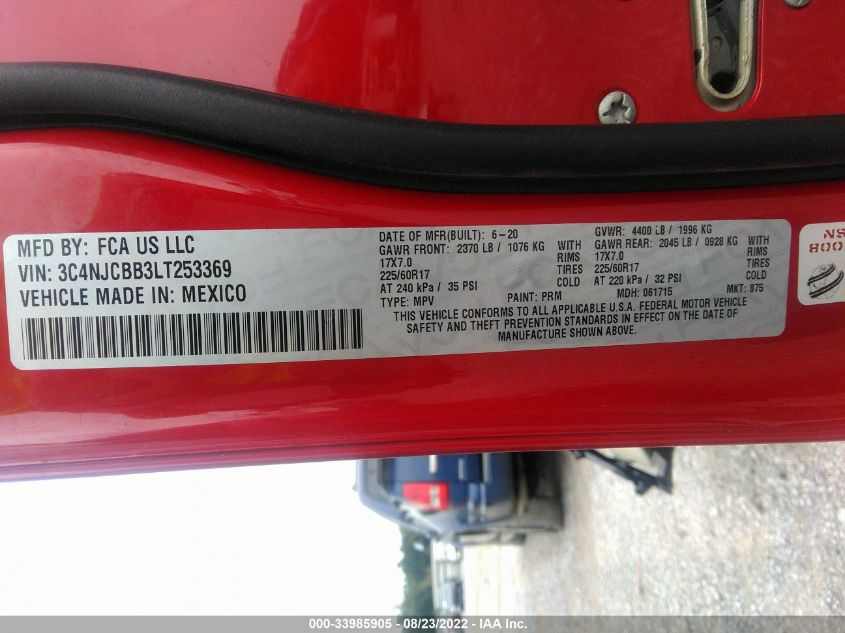 MFD BY: FCA US LLC
VIN: 3C4NJCBB3LT253369
VEHICLE MADE IN: MEXICO
DATE OF MFR(BUILT): 6-20
GVWR: 4400 LB / 1996 KG
GAWR FRONT: 2370 LB / 1076 KG
GAWR REAR: 2045 LB / 0928 KG
17X7.0 RIMS 17X7.0 RIMS
225/60R17 TIRES 225/60R17 TIRES
AT 240 kPa / 35 PSI COLD AT 220 kPa / 32 PSI COLD
TYPE: MPV PAINT: PRM MDH: 061715 MKT: 875
THIS VEHICLE CONFORMS TO ALL APPLICABLE U.S.A. FEDERAL MOTOR VEHICLE
SAFETY AND THEFT PREVENTION STANDARDS IN EFFECT ON THE DATE OF
MANUFACTURE SHOWN ABOVE.
NS
800
000-33985905 - 08/23/2022 - IAA Inc.